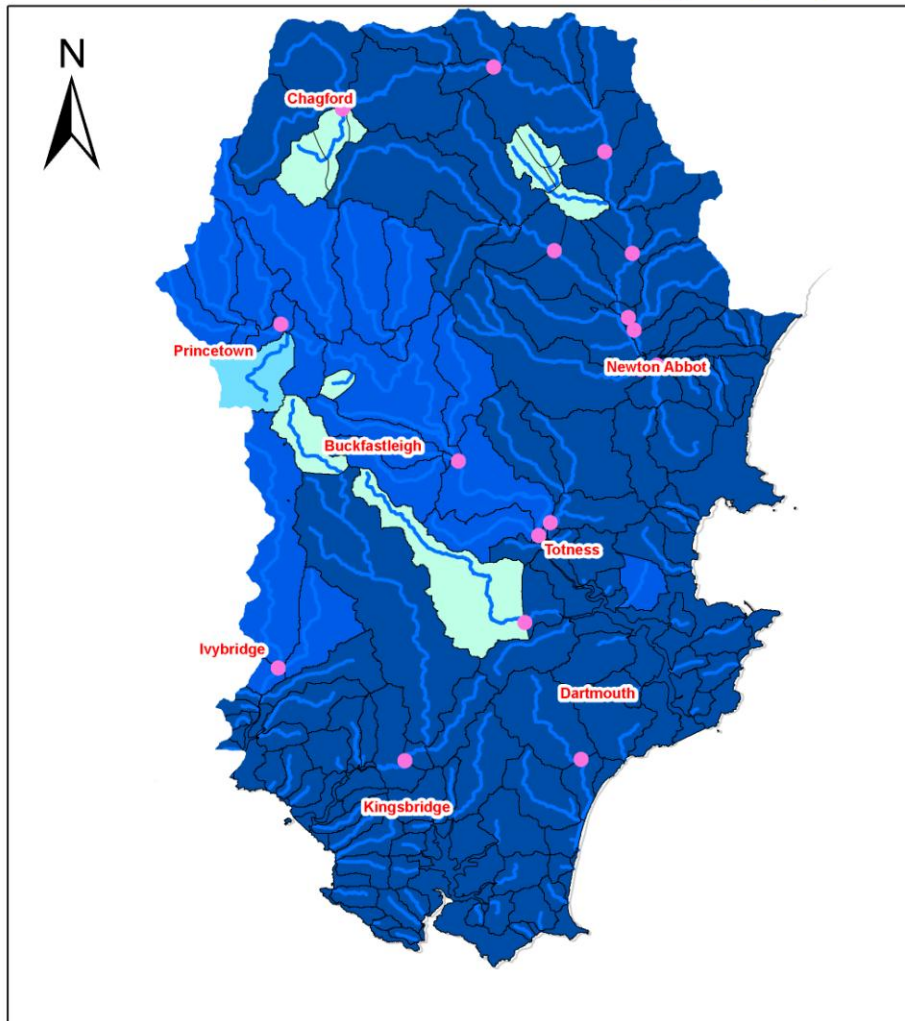 N
Chagford
Princetown
Newton Abbot
Buckfastleigh
Totness
Ivybridge
Dartmouth
Kingsbridge